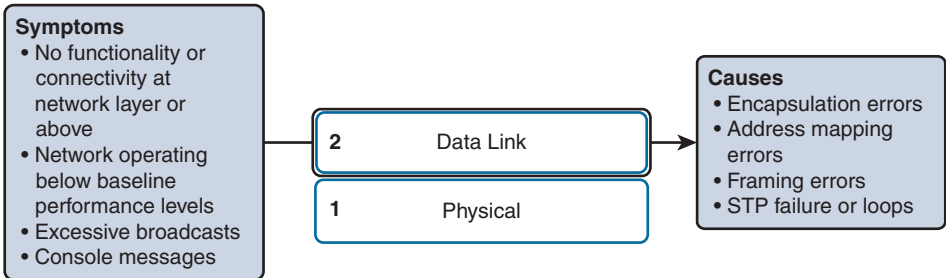 Symptoms
• No functionality or
connectivity at
network layer or
above
• Network operating
below baseline
performance levels
• Excessive broadcasts
• Console messages
2 Data Link
1 Physical
Causes
• Encapsulation errors
• Address mapping
errors
• Framing errors
• STP failure or loops